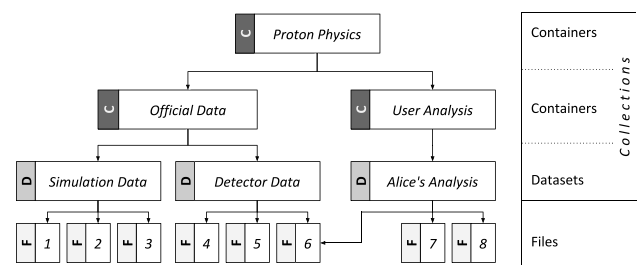 C Proton Physics
Containers
C Official Data
C User Analysis
Containers
Collections
D Simulation Data
D Detector Data
D Alice's Analysis
Datasets
F 1 F 2 F 3 F 4 F 5 F 6 F 7 F 8
Files